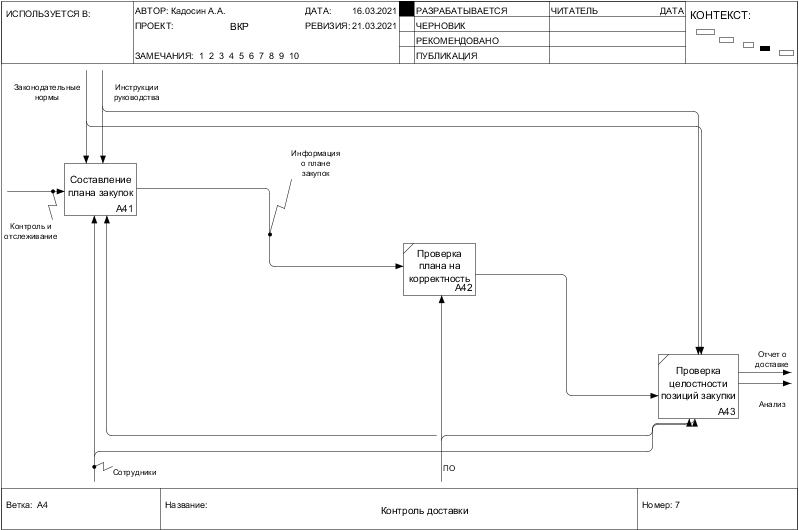 ИСПОЛЬЗУЕТСЯ В:
АВТОР: Кадосин А.А.
ДАТА: 16.03.2021
ПРОЕКТ: ВКР
РЕВИЗИЯ: 21.03.2021
ЗАМЕЧАНИЯ: 1 2 3 4 5 6 7 8 9 10
РАЗРАБАТЫВАЕТСЯ
ЧЕРНОВИК
РЕКОМЕНДОВАНО
ПУБЛИКАЦИЯ
ЧИТАТЕЛЬ ДАТА
КОНТЕКСТ:
Законодательные
нормы
Инструкции
руководства
Информация
о плане
закупок
Составление
плана закупок
A41
Контроль и
отслеживание
Проверка
плана на
корректность
A42
Проверка
целостности
позиций закупки
A43
Отчет о
доставке
Анализ
Сотрудники
ПО
Ветка: A4
Название:
Контроль доставки
Номер: 7